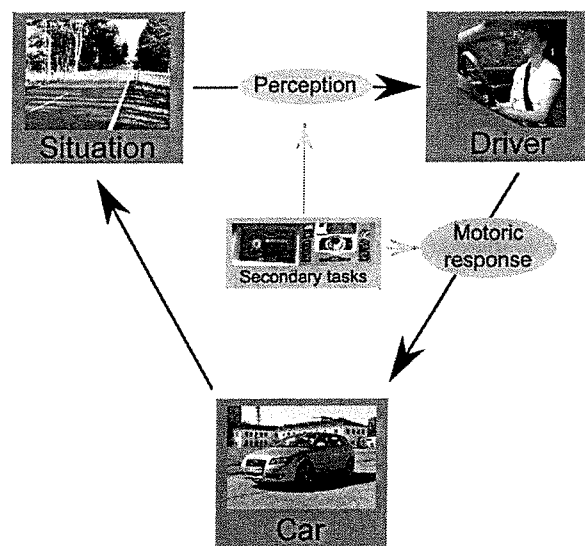 Perception
Situation
Driver
Secondary tasks
Motoric
response
Car